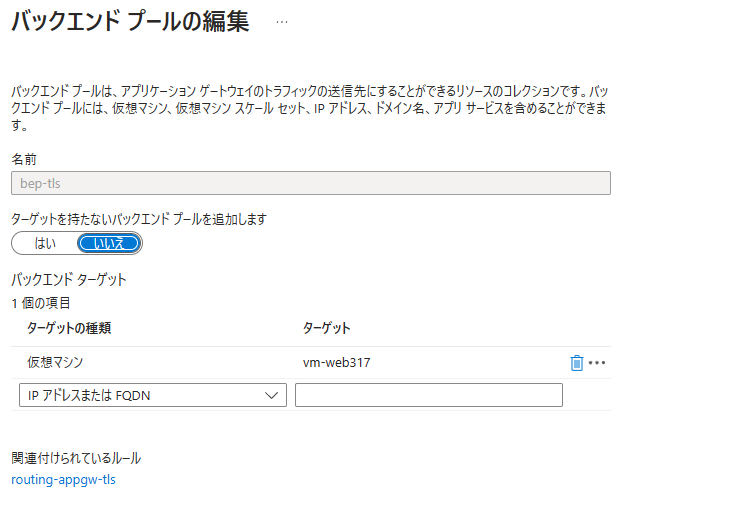 バックエンド プールの編集 ...
バックエンド プールは、アプリケーション ゲートウェイのトラフィックの送信先にすることができるリソースのコレクションです。バッ
クエンド プールには、仮想マシン、仮想マシン スケール セット、IP アドレス、ドメイン名、アプリ サービスを含めることができま
す。
名前
bep-tls
ターゲットを持たないバックエンド プールを追加します
はい いいえ
バックエンド ターゲット
1 個の項目
ターゲットの種類 ターゲット
仮想マシン vm-web317
IP アドレスまたは FQDN
関連付けられているルール
routing-appgw-tls